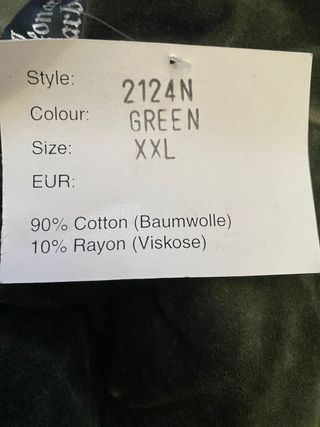 Style: 2124N
Colour: GREEN
Size: XXL
EUR:
90% Cotton (Baumwolle)
10% Rayon (Viskose)